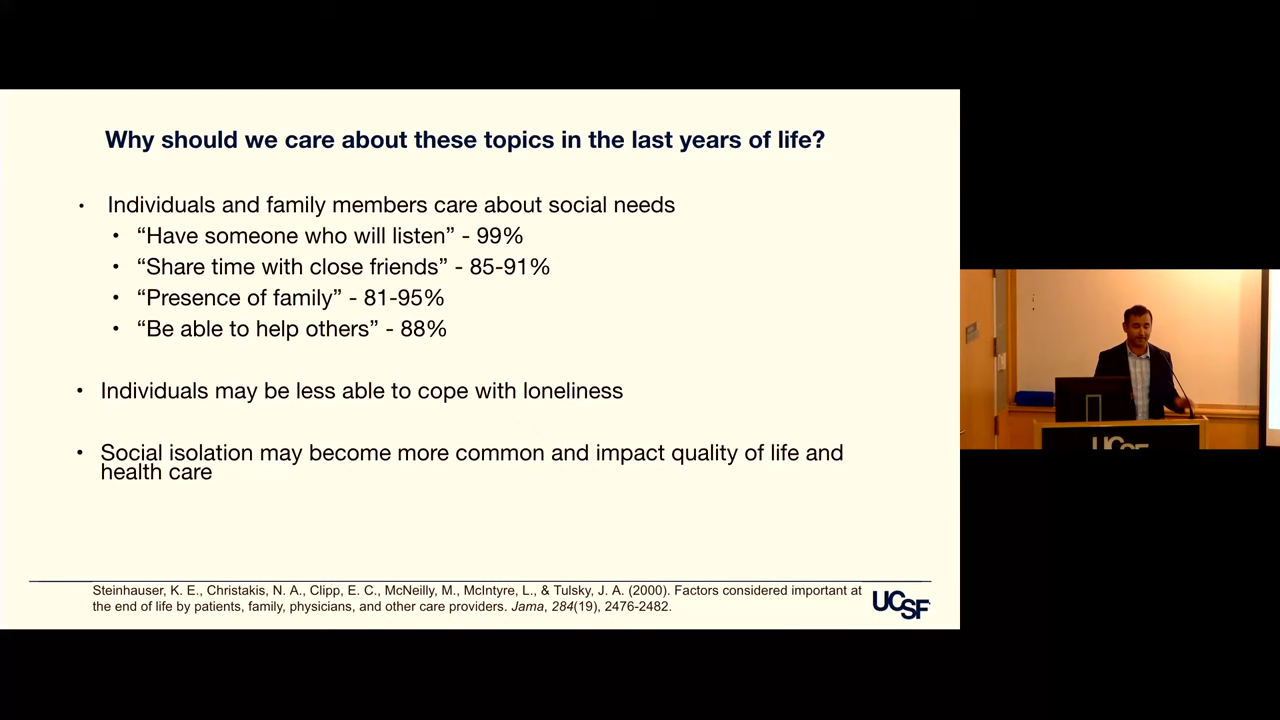 Why should we care about these topics in the last years of life?
• Individuals and family members care about social needs
• “Have someone who will listen” - 99%
• “Share time with close friends” - 85-91%
• “Presence of family” - 81-95%
• “Be able to help others” - 88%
• Individuals may be less able to cope with loneliness
• Social isolation may become more common and impact quality of life and
health care
Steinhauser, K. E., Christakis, N. A., Clipp, E. C., McNeilly, M., McIntyre, L., & Tulsky, J. A. (2000). Factors considered important at
the end of life by patients, family, physicians, and other care providers. Jama, 284(19), 2476-2482.
UCSF
UCSF